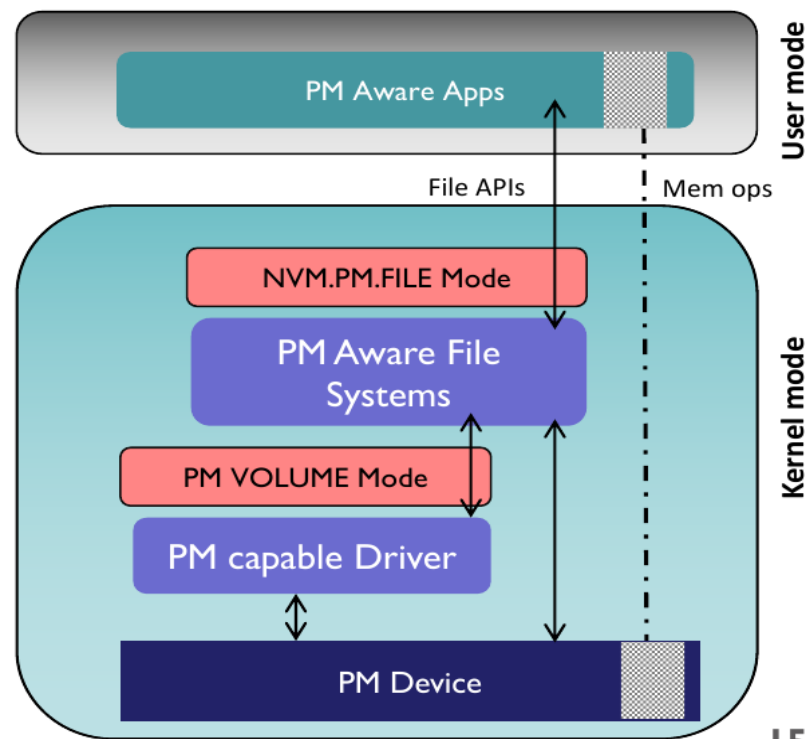 User mode
PM Aware Apps
File APIs
Mem ops
Kernel mode
NVM.PM.FILE Mode
PM Aware File
Systems
PM VOLUME Mode
PM capable Driver
PM Device